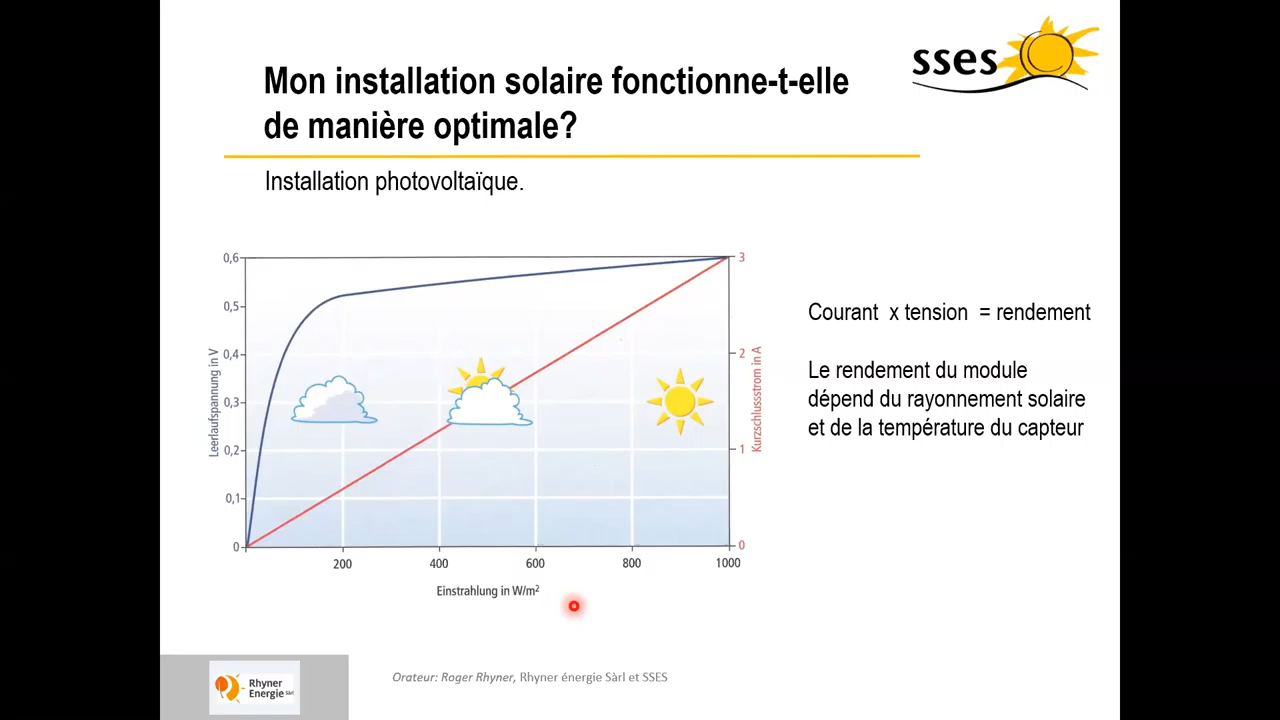 sses
Mon installation solaire fonctionne-t-elle
de manière optimale?
Installation photovoltaïque.
0,6
0,5
0,4
0,3
0,2
0,1
0
Leerlaufspannung in V
3
2
1
0
Kurzschlussstrom in A
200 400 600 800 1000
Einstrahlung in W/m²
Courant x tension = rendement
Le rendement du module
dépend du rayonnement solaire
et de la température du capteur
Rhyner
Energie Sàrl
Orateur: Roger Rhyner, Rhyner énergie Sàrl et SSES